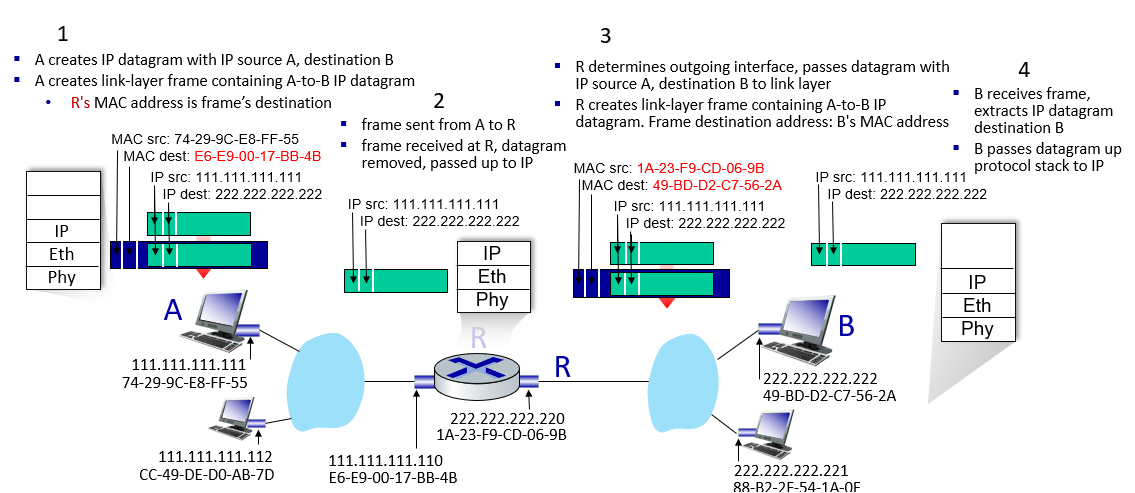 1
▪ A creates IP datagram with IP source A, destination B
▪ A creates link-layer frame containing A-to-B IP datagram
• R's MAC address is frame's destination
MAC src: 74-29-9C-E8-FF-55
MAC dest: E6-E9-00-17-BB-4B
IP src: 111.111.111.111
IP dest: 222.222.222.222
IP
Eth
Phy
2
▪ frame sent from A to R
▪ frame received at R, datagram
removed, passed up to IP
IP src: 111.111.111.111
IP dest: 222.222.222.222
IP
Eth
Phy
3
▪ R determines outgoing interface, passes datagram with
IP source A, destination B to link layer
▪ R creates link-layer frame containing A-to-B IP
datagram. Frame destination address: B's MAC address
MAC src: 1A-23-F9-CD-06-9B
MAC dest: 49-BD-D2-C7-56-2A
IP src: 111.111.111.111
IP dest: 222.222.222.222
4
▪ B receives frame,
extracts IP datagram
destination B
▪ B passes datagram up
protocol stack to IP
IP src: 111.111.111.111
IP dest: 222.222.222.222
IP
Eth
Phy
A
111.111.111.111
74-29-9C-E8-FF-55
111.111.111.112
CC-49-DE-D0-AB-7D
R
R
222.222.222.220
1A-23-F9-CD-06-9B
111.111.111.110
E6-E9-00-17-BB-4B
B
222.222.222.222
49-BD-D2-C7-56-2A
222.222.222.221
88-B2-2F-54-1A-0F